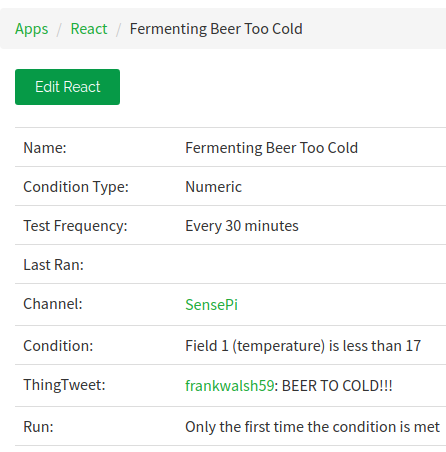 Apps / React / Fermenting Beer Too Cold
Edit React
Name: Fermenting Beer Too Cold
Condition Type: Numeric
Test Frequency: Every 30 minutes
Last Ran:
Channel: SensePi
Condition: Field 1 (temperature) is less than 17
ThingTweet: frankwalsh59: BEER TO COLD!!!
Run: Only the first time the condition is met